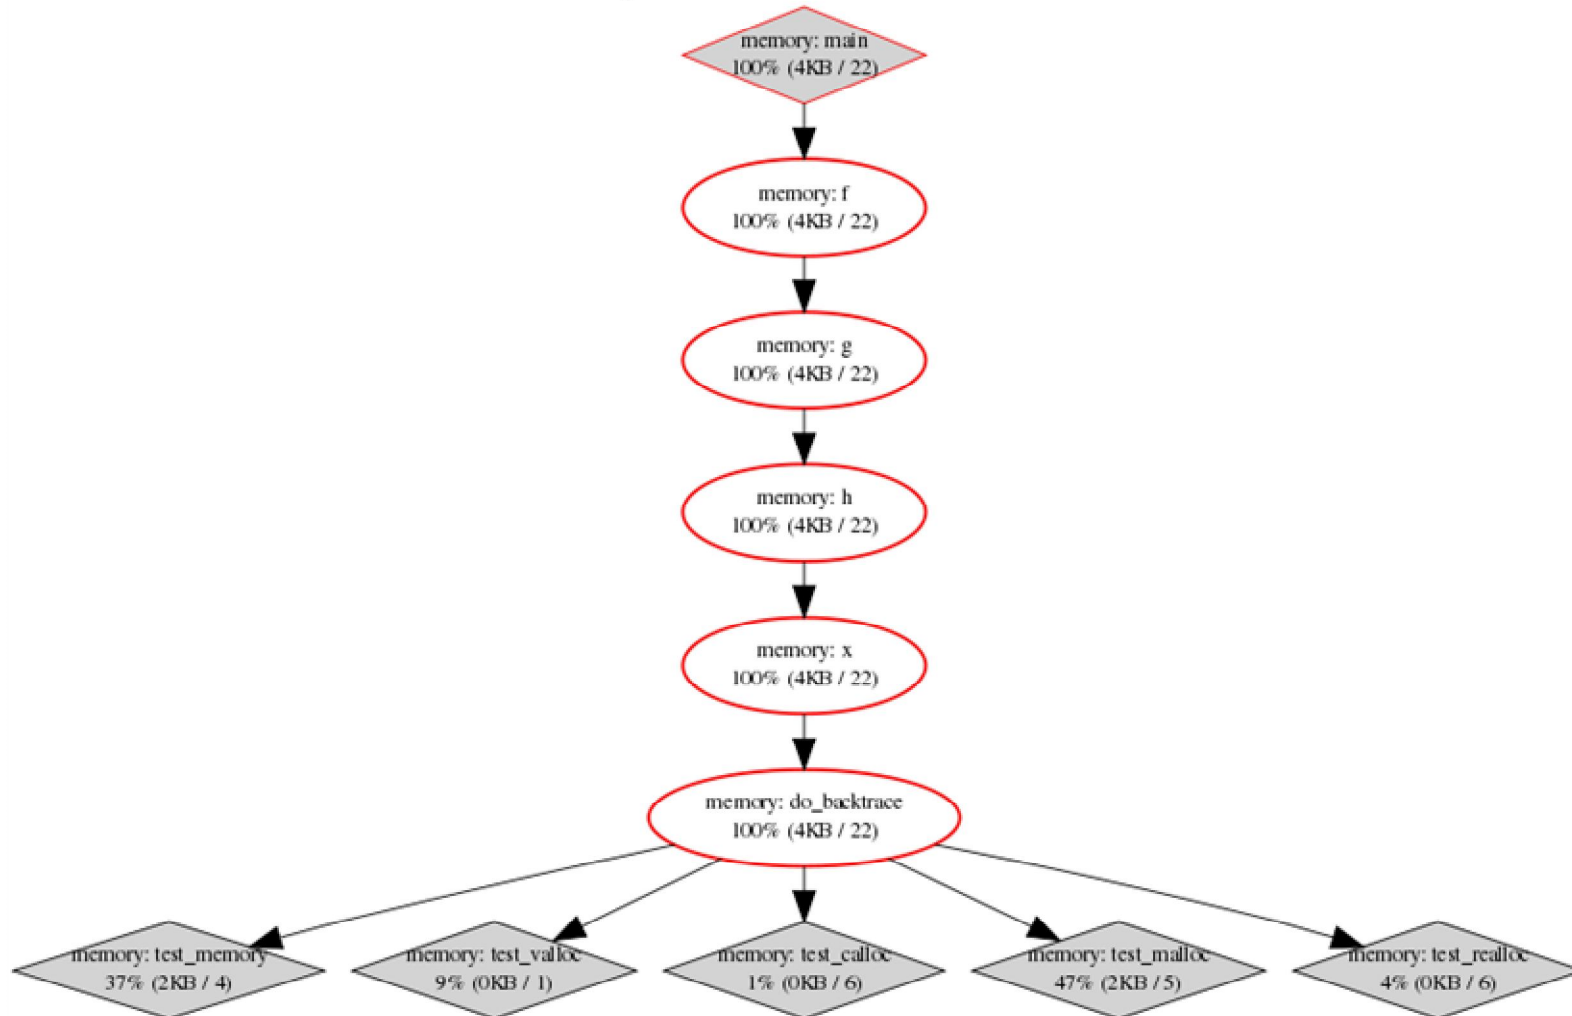 memory: main
100% (4KB / 22)
memory: f
100% (4KB / 22)
memory: g
100% (4KB / 22)
memory: h
100% (4KB / 22)
memory: x
100% (4KB / 22)
memory: do_backtrace
100% (4KB / 22)
memory: test_memory
37% (2KB / 4)
memory: test_valloc
9% (0KB / 1)
memory: test_calloc
1% (0KB / 6)
memory: test_malloc
47% (2KB / 5)
memory: test_realloc
4% (0KB / 6)